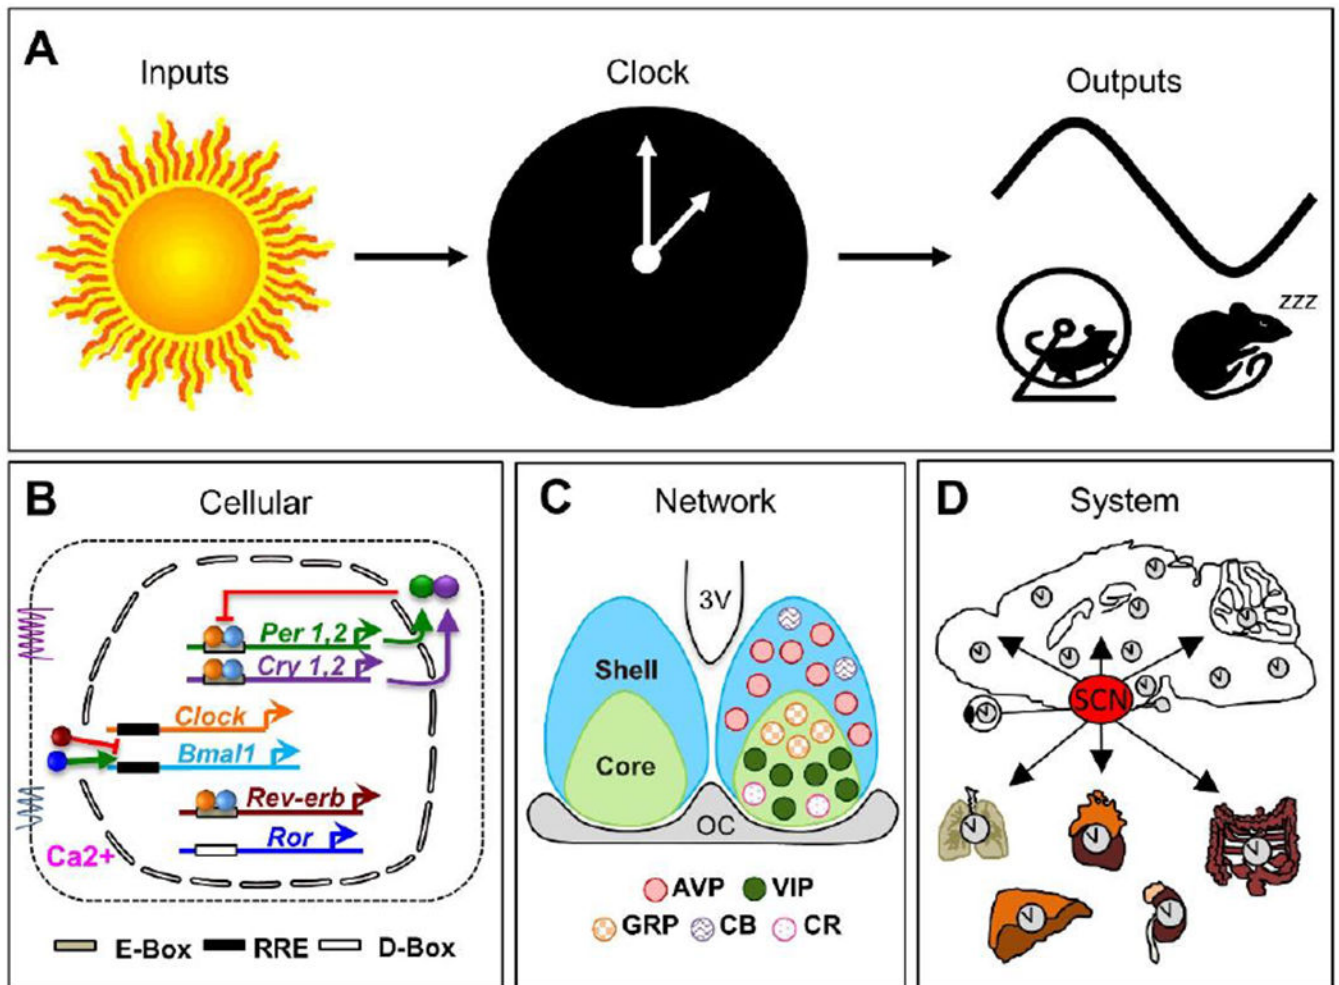 A
Inputs
Clock
Outputs
zzz
B
Cellular
Per 1,2
Cry 1,2
Clock
Bmal1
Rev-erb
Ror
Ca2+
E-Box RRE D-Box
C
Network
3V
Shell
Core
OC
AVP VIP
GRP CB CR
D
System
SCN